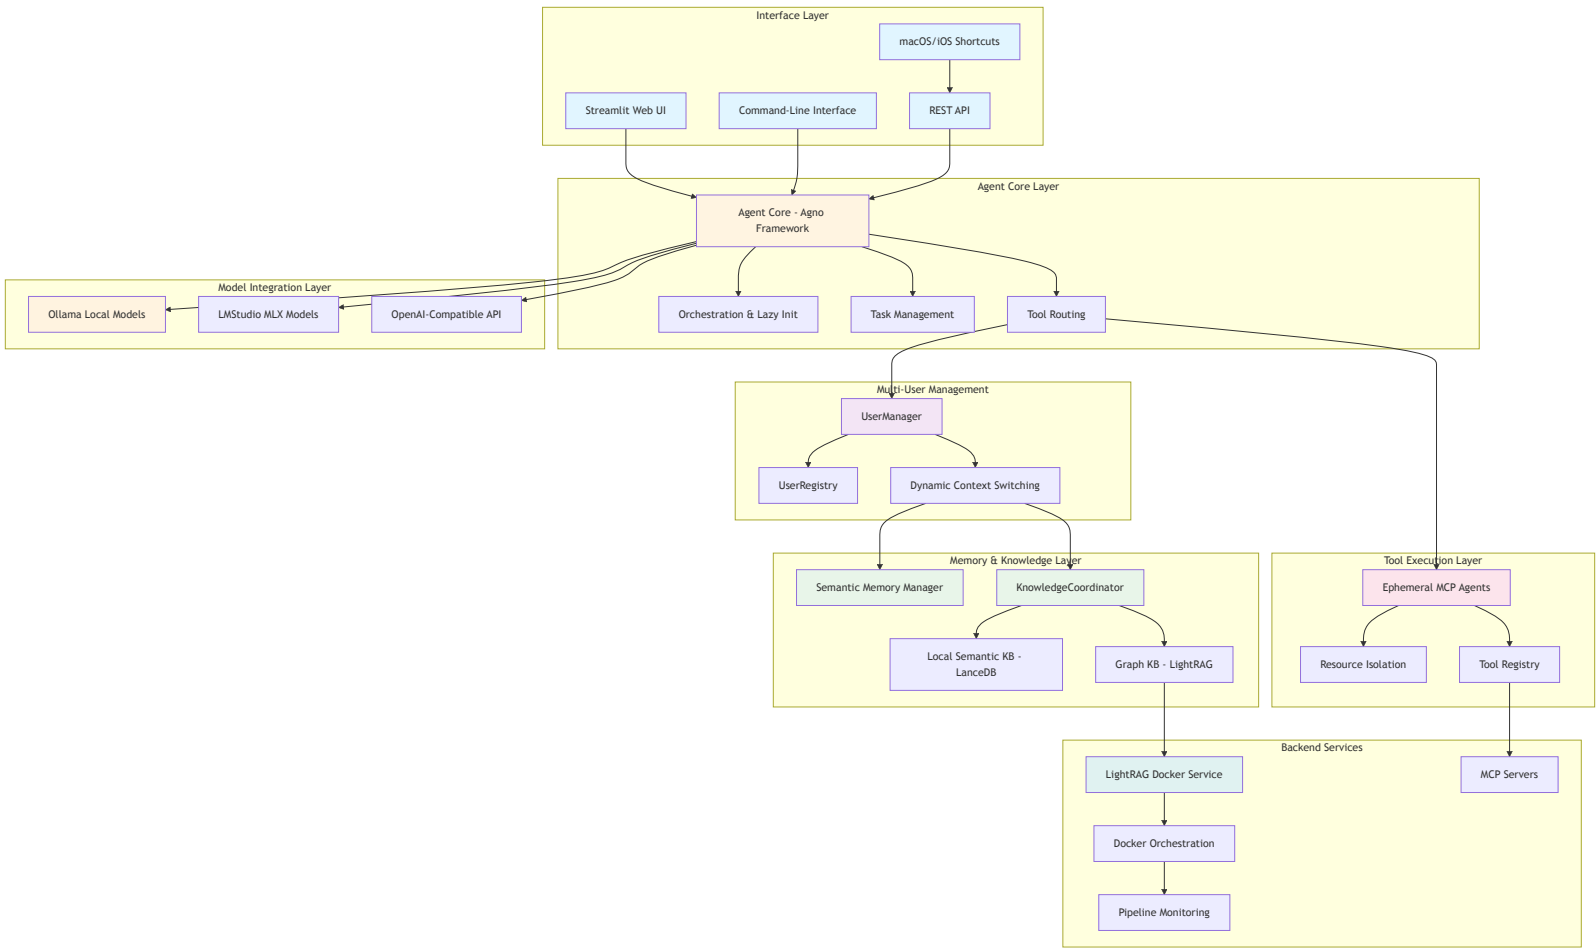 Interface Layer
macOS/iOS Shortcuts
Streamlit Web UI
Command-Line Interface
REST API
Agent Core Layer
Agent Core - Agno
Framework
Model Integration Layer
Ollama Local Models
LMStudio MLX Models
OpenAI-Compatible API
Orchestration & Lazy Init
Task Management
Tool Routing
Multi-User Management
UserManager
UserRegistry
Dynamic Context Switching
Memory & Knowledge Layer
Semantic Memory Manager
KnowledgeCoordinator
Local Semantic KB -
LanceDB
Graph KB - LightRAG
Tool Execution Layer
Ephemeral MCP Agents
Resource Isolation
Tool Registry
Backend Services
LightRAG Docker Service
MCP Servers
Docker Orchestration
Pipeline Monitoring